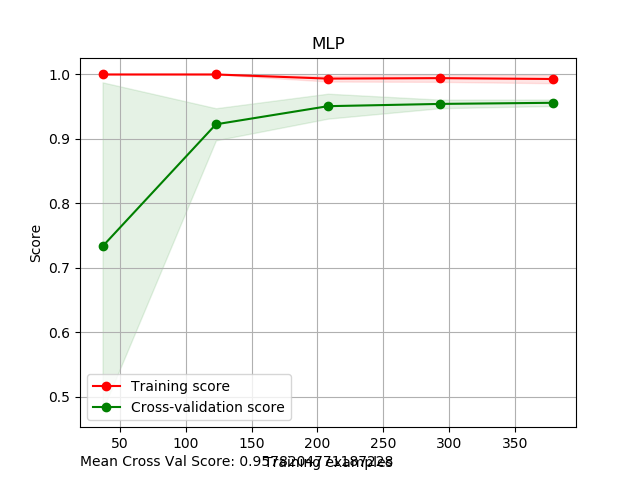 MLP
Score
1.0
0.9
0.8
0.7
0.6
0.5
Training score
Cross-validation score
50 100 150 200 250 300 350
Training examples
Mean Cross Val Score: 0.9578204771187228